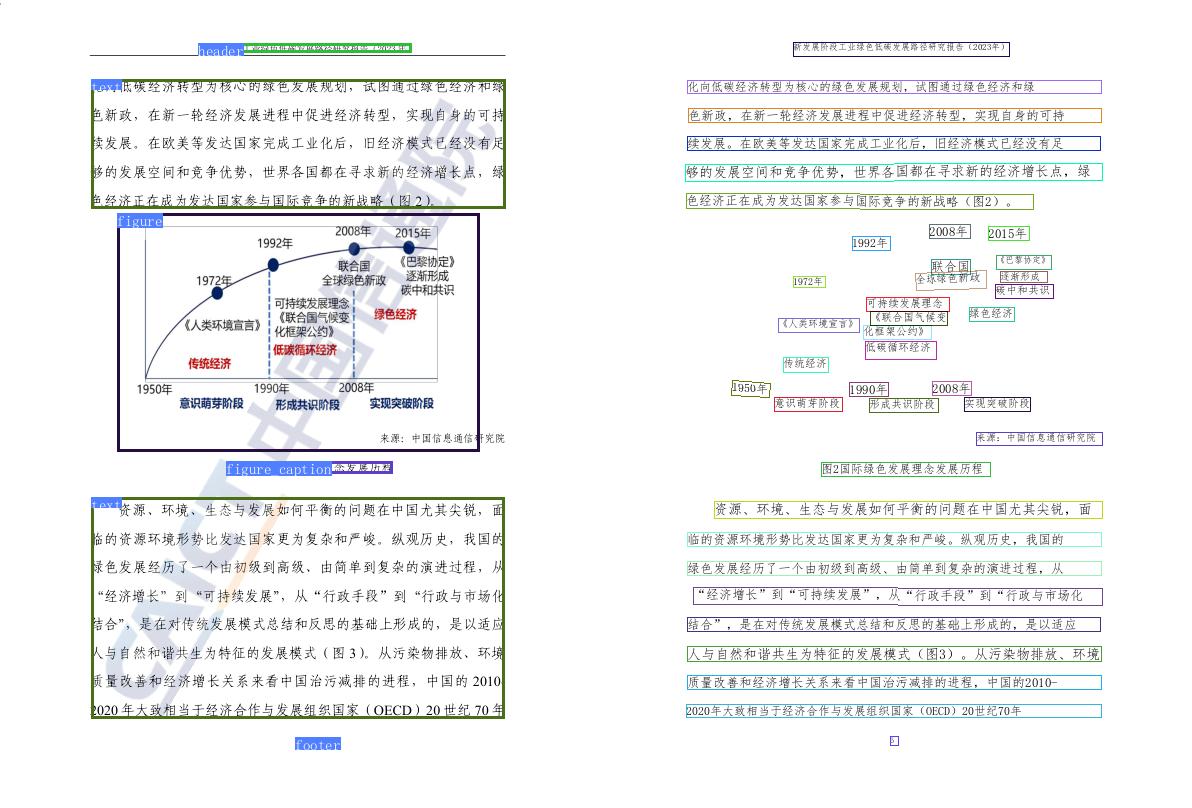 header
text
低碳经济转型为核心的绿色发展规划，试图通过绿色经济和绿
色新政，在新一轮经济发展进程中促进经济转型，实现自身的可持
续发展。在欧美等发达国家完成工业化后，旧经济模式已经没有足
够的发展空间和竞争优势，世界各国都在寻求新的经济增长点，绿
色经济正在成为发达国家参与国际竞争的新战略（图 2）。
figure
1972年
1992年
2008年
2015年
《人类环境宣言》
可持续发展理念
《联合国气候变
化框架公约》
联合国
全球绿色新政
《巴黎协定》
逐渐形成
碳中和共识
传统经济
低碳循环经济
绿色经济
1950年
1990年
2008年
意识萌芽阶段
形成共识阶段
实现突破阶段
来源：中国信息通信研究院
figure_caption
念发展历程
text
资源、环境、生态与发展如何平衡的问题在中国尤其尖锐，面
临的资源环境形势比发达国家更为复杂和严峻。纵观历史，我国的
绿色发展经历了一个由初级到高级、由简单到复杂的演进过程，从
“经济增长”到“可持续发展”，从“行政手段”到“行政与市场化
结合”，是在对传统发展模式总结和反思的基础上形成的，是以适应
人与自然和谐共生为特征的发展模式（图 3）。从污染物排放、环境
质量改善和经济增长关系来看中国治污减排的进程，中国的 2010-
2020 年大致相当于经济合作与发展组织国家（OECD）20 世纪 70 年
footer
CAICT 中国信通院
新发展阶段工业绿色低碳发展路径研究报告（2023年）
化向低碳经济转型为核心的绿色发展规划，试图通过绿色经济和绿
色新政，在新一轮经济发展进程中促进经济转型，实现自身的可持
续发展。在欧美等发达国家完成工业化后，旧经济模式已经没有足
够的发展空间和竞争优势，世界各国都在寻求新的经济增长点，绿
色经济正在成为发达国家参与国际竞争的新战略（图2）。
2008年
2015年
1992年
联合国
《巴黎协定》
全球绿色新政
逐渐形成
1972年
碳中和共识
可持续发展理念
《人类环境宣言》
《联合国气候变
绿色经济
化框架公约》
低碳循环经济
传统经济
1950年
1990年
2008年
意识萌芽阶段
形成共识阶段
实现突破阶段
来源：中国信息通信研究院
图2国际绿色发展理念发展历程
资源、环境、生态与发展如何平衡的问题在中国尤其尖锐，面
临的资源环境形势比发达国家更为复杂和严峻。纵观历史，我国的
绿色发展经历了一个由初级到高级、由简单到复杂的演进过程，从
“经济增长”到“可持续发展”，从“行政手段”到“行政与市场化
结合”，是在对传统发展模式总结和反思的基础上形成的，是以适应
人与自然和谐共生为特征的发展模式（图3）。从污染物排放、环境
质量改善和经济增长关系来看中国治污减排的进程，中国的2010-
2020年大致相当于经济合作与发展组织国家（OECD）20世纪70年